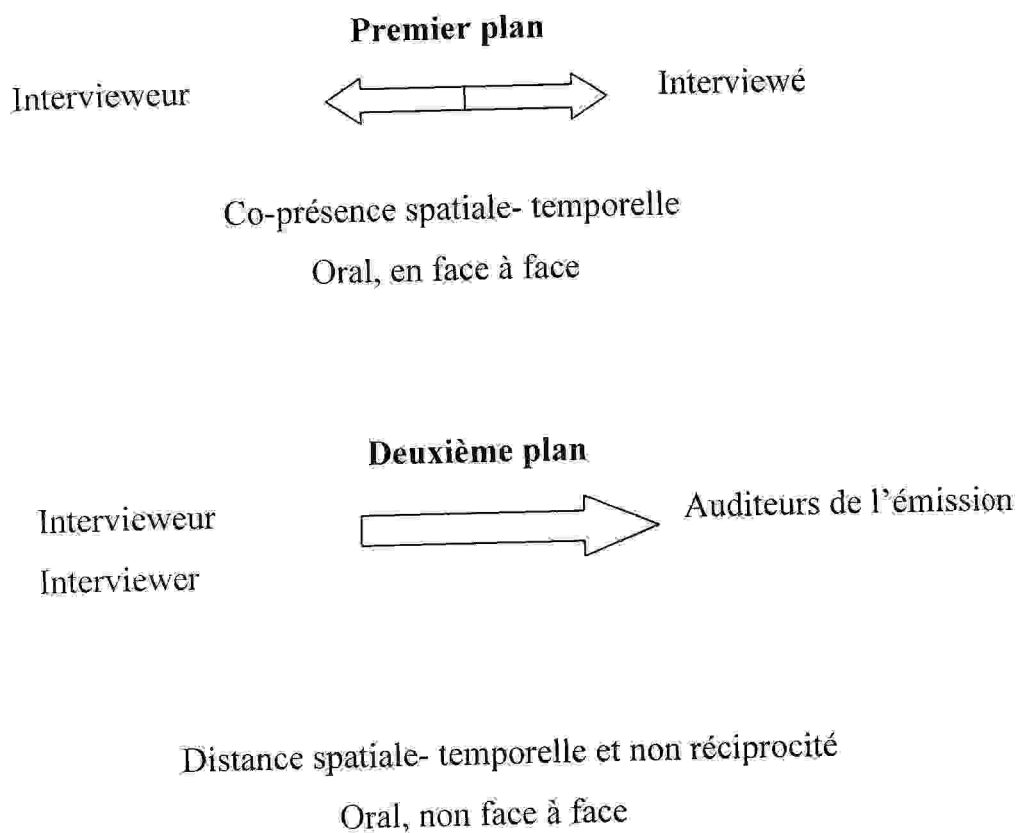 Premier plan
Intervieweur Interviewé
Co-présence spatiale- temporelle
Oral, en face à face
Deuxième plan
Intervieweur Auditeurs de l’émission
Interviewer
Distance spatiale- temporelle et non réciprocité
Oral, non face à face